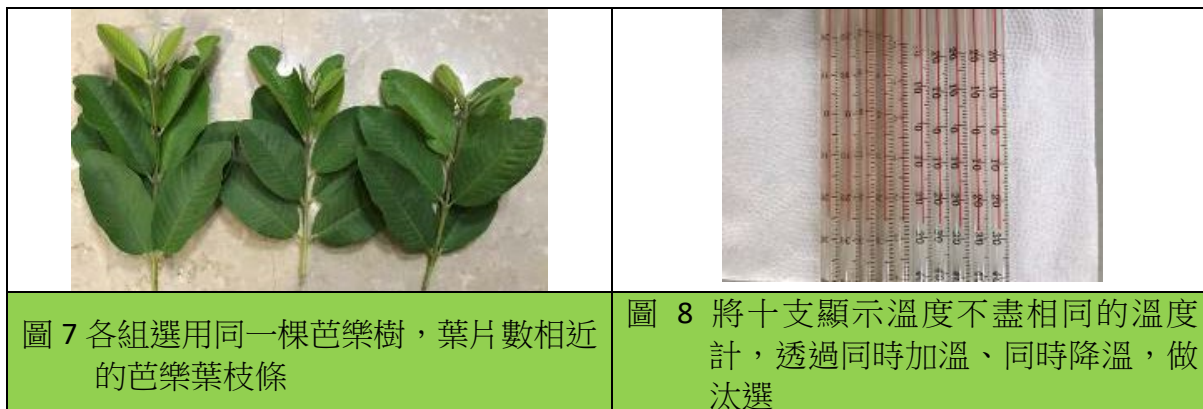 圖 7 各組選用同一棵芭樂樹，葉片數相近
的芭樂葉枝條
圖 8 將十支顯示溫度不盡相同的溫度
計，透過同時加溫、同時降溫，做
汰選